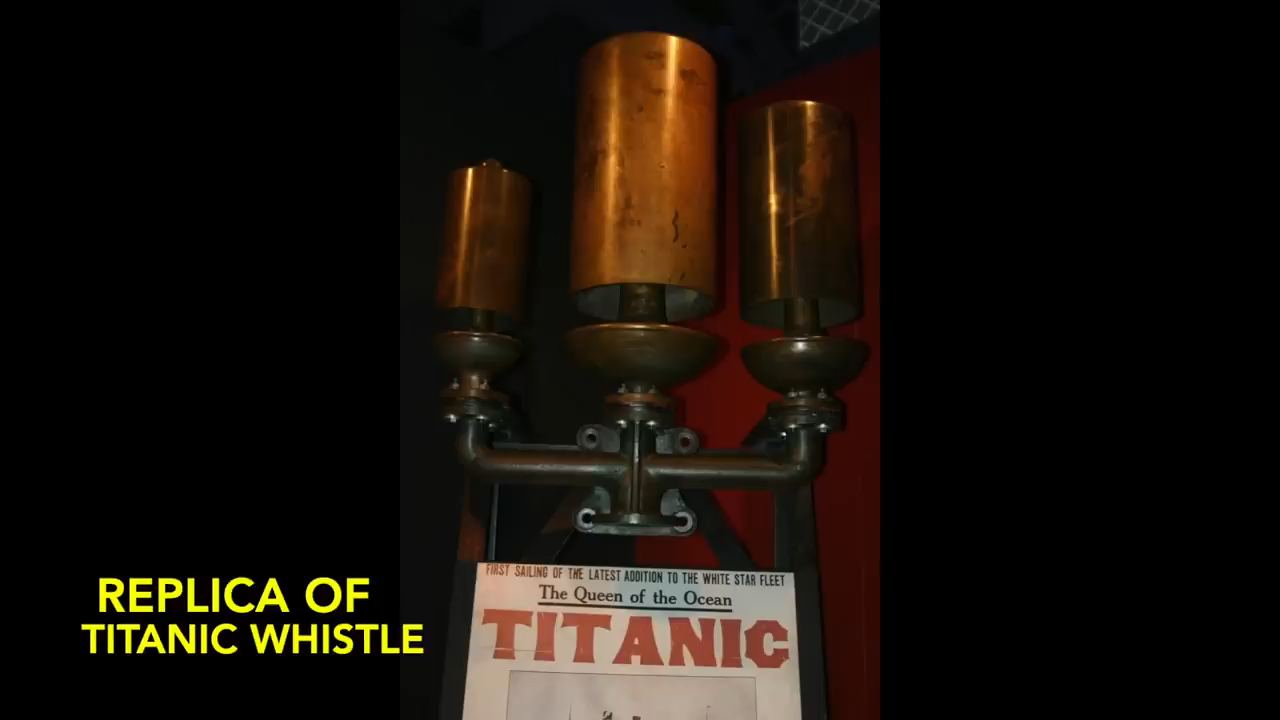 FIRST SAILING OF THE LATEST ADDITION TO THE WHITE STAR FLEET
The Queen of the Ocean
TITANIC
REPLICA OF
TITANIC WHISTLE